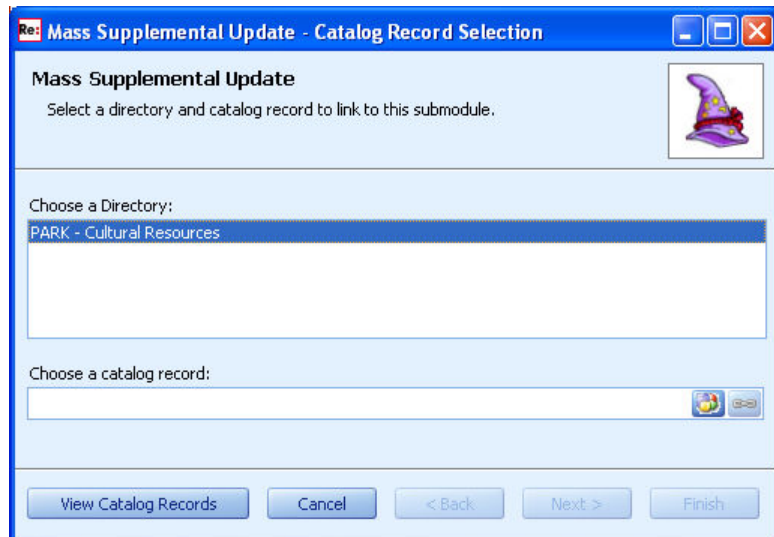 Re: Mass Supplemental Update - Catalog Record Selection
Mass Supplemental Update
Select a directory and catalog record to link to this submodule.
Choose a Directory:
PARK - Cultural Resources
Choose a catalog record:
View Catalog Records Cancel < Back Next > Finish